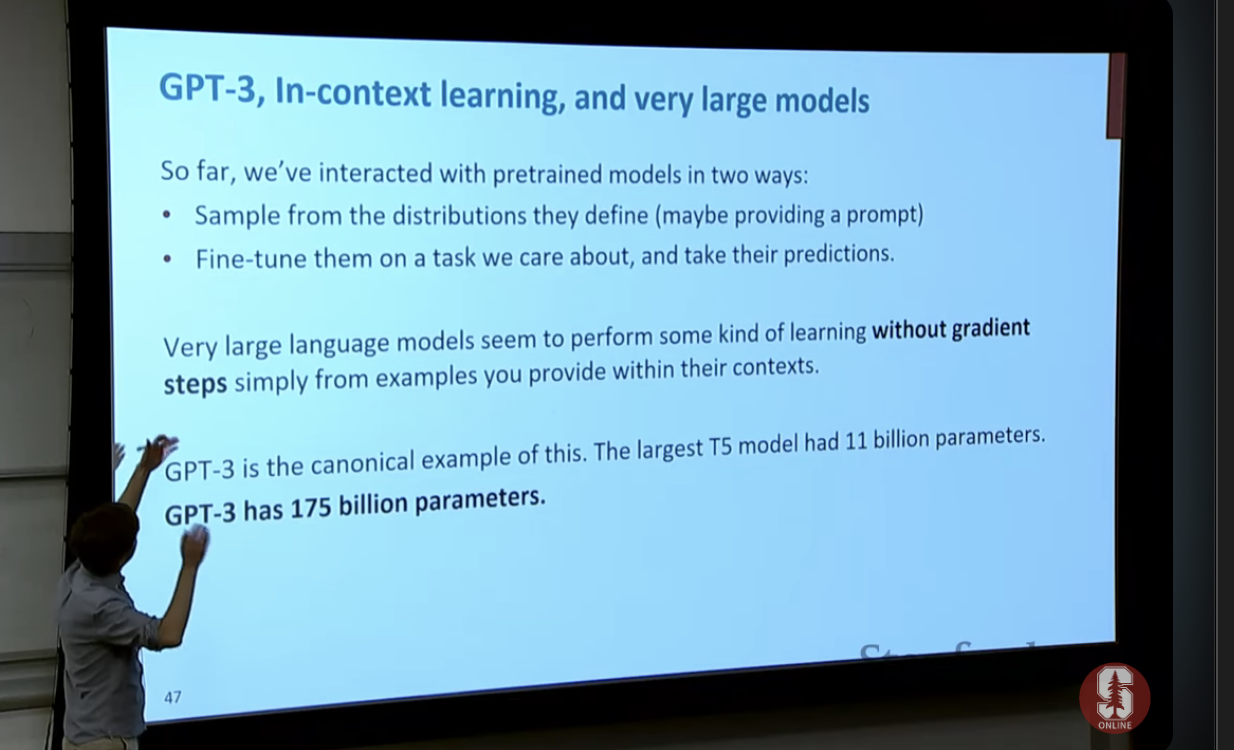 GPT-3, In-context learning, and very large models
So far, we've interacted with pretrained models in two ways:
• Sample from the distributions they define (maybe providing a prompt)
• Fine-tune them on a task we care about, and take their predictions.
Very large language models seem to perform some kind of learning without gradient
steps simply from examples you provide within their contexts.
GPT-3 is the canonical example of this. The largest T5 model had 11 billion parameters.
GPT-3 has 175 billion parameters.
47
S
ONLINE